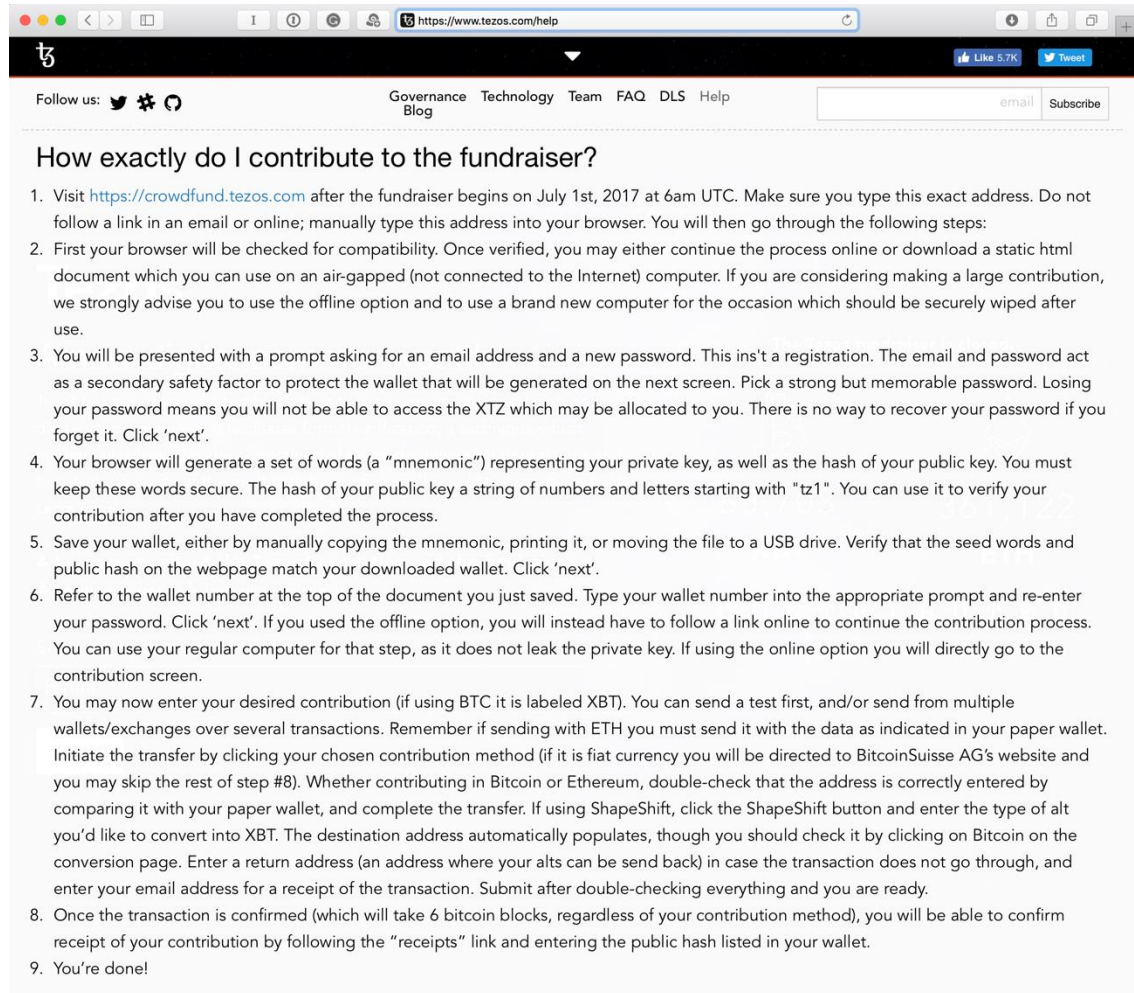 https://www.tezos.com/help
Like 5.7K
Tweet
Follow us:
Governance Technology Team FAQ DLS Help
Blog
email
Subscribe
How exactly do I contribute to the fundraiser?
1. Visit https://crowdfund.tezos.com after the fundraiser begins on July 1st, 2017 at 6am UTC. Make sure you type this exact address. Do not
follow a link in an email or online; manually type this address into your browser. You will then go through the following steps:
2. First your browser will be checked for compatibility. Once verified, you may either continue the process online or download a static html
document which you can use on an air-gapped (not connected to the Internet) computer. If you are considering making a large contribution,
we strongly advise you to use the offline option and to use a brand new computer for the occasion which should be securely wiped after
use.
3. You will be presented with a prompt asking for an email address and a new password. This ins't a registration. The email and password act
as a secondary safety factor to protect the wallet that will be generated on the next screen. Pick a strong but memorable password. Losing
your password means you will not be able to access the XTZ which may be allocated to you. There is no way to recover your password if you
forget it. Click ‘next’.
4. Your browser will generate a set of words (a “mnemonic”) representing your private key, as well as the hash of your public key. You must
keep these words secure. The hash of your public key a string of numbers and letters starting with "tz1". You can use it to verify your
contribution after you have completed the process.
5. Save your wallet, either by manually copying the mnemonic, printing it, or moving the file to a USB drive. Verify that the seed words and
public hash on the webpage match your downloaded wallet. Click ‘next’.
6. Refer to the wallet number at the top of the document you just saved. Type your wallet number into the appropriate prompt and re-enter
your password. Click ‘next’. If you used the offline option, you will instead have to follow a link online to continue the contribution process.
You can use your regular computer for that step, as it does not leak the private key. If using the online option you will directly go to the
contribution screen.
7. You may now enter your desired contribution (if using BTC it is labeled XBT). You can send a test first, and/or send from multiple
wallets/exchanges over several transactions. Remember if sending with ETH you must send it with the data as indicated in your paper wallet.
Initiate the transfer by clicking your chosen contribution method (if it is fiat currency you will be directed to BitcoinSuisse AG’s website and
you may skip the rest of step #8). Whether contributing in Bitcoin or Ethereum, double-check that the address is correctly entered by
comparing it with your paper wallet, and complete the transfer. If using ShapeShift, click the ShapeShift button and enter the type of alt
you’d like to convert into XBT. The destination address automatically populates, though you should check it by clicking on Bitcoin on the
conversion page. Enter a return address (an address where your alts can be send back) in case the transaction does not go through, and
enter your email address for a receipt of the transaction. Submit after double-checking everything and you are ready.
8. Once the transaction is confirmed (which will take 6 bitcoin blocks, regardless of your contribution method), you will be able to confirm
receipt of your contribution by following the “receipts” link and entering the public hash listed in your wallet.
9. You’re done!